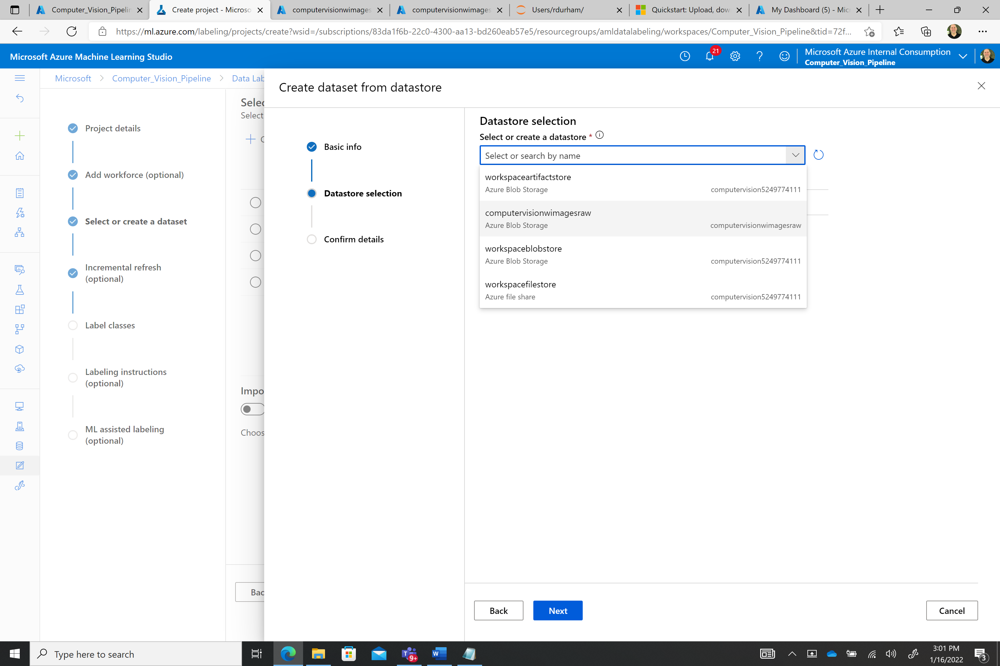 Computer_Vision_Pipelin
Create project - Microso
computervisionwimages
computervisionwimages
Users/rdurham/
Quickstart: Upload, dow
My Dashboard (5) - Mic
https://ml.azure.com/labeling/projects/create?wsid=/subscriptions/83da1f6b-22c0-4300-aa13-bd260eab57e5/resourcegroups/amldatalabeling/workspaces/Computer_Vision_Pipeline&tid=72f...
Microsoft Azure Machine Learning Studio
21
Microsoft Azure Internal Consumption
Computer_Vision_Pipeline
Microsoft > Computer_Vision_Pipeline > Data Lab
Project details
Add workforce (optional)
Select or create a dataset
Incremental refresh
(optional)
Label classes
Labeling instructions
(optional)
ML assisted labeling
(optional)
Selec
Select
Impo
Choos
Bac
Create dataset from datastore
Basic info
Datastore selection
Confirm details
Datastore selection
Select or create a datastore *
Select or search by name
workspaceartifactstore
Azure Blob Storage computervision5249774111
computervisionwimagesraw
Azure Blob Storage computervisionwimagesraw
workspaceblobstore
Azure Blob Storage computervision5249774111
workspacefilestore
Azure file share computervision5249774111
Back
Next
Cancel
Type here to search
9+
3:01 PM
1/16/2022
3